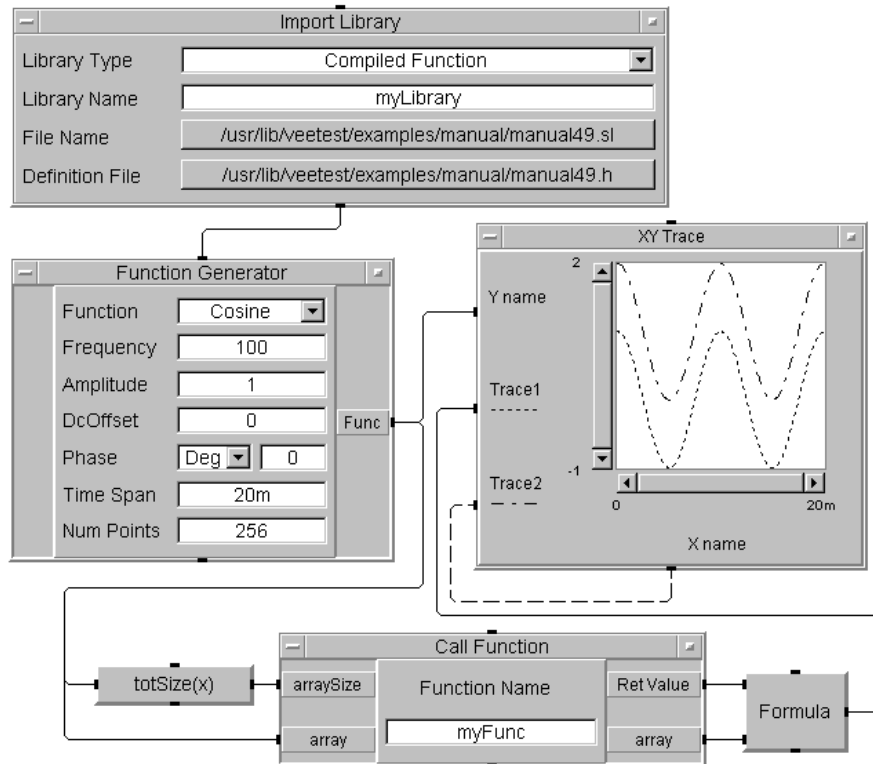 Import Library
Library Type Compiled Function
Library Name myLibrary
File Name /usr/lib/veetest/examples/manual/manual49.sl
Definition File /usr/lib/veetest/examples/manual/manual49.h
Function Generator
Function Cosine
Frequency 100
Amplitude 1
DcOffset 0
Phase Deg 0
Time Span 20m
Num Points 256
Func
XY Trace
Y name
Trace1
Trace2
2
-1
0 20m
X name
totSize(x)
Call Function
arraySize
array
Function Name
myFunc
Ret Value
array
Formula